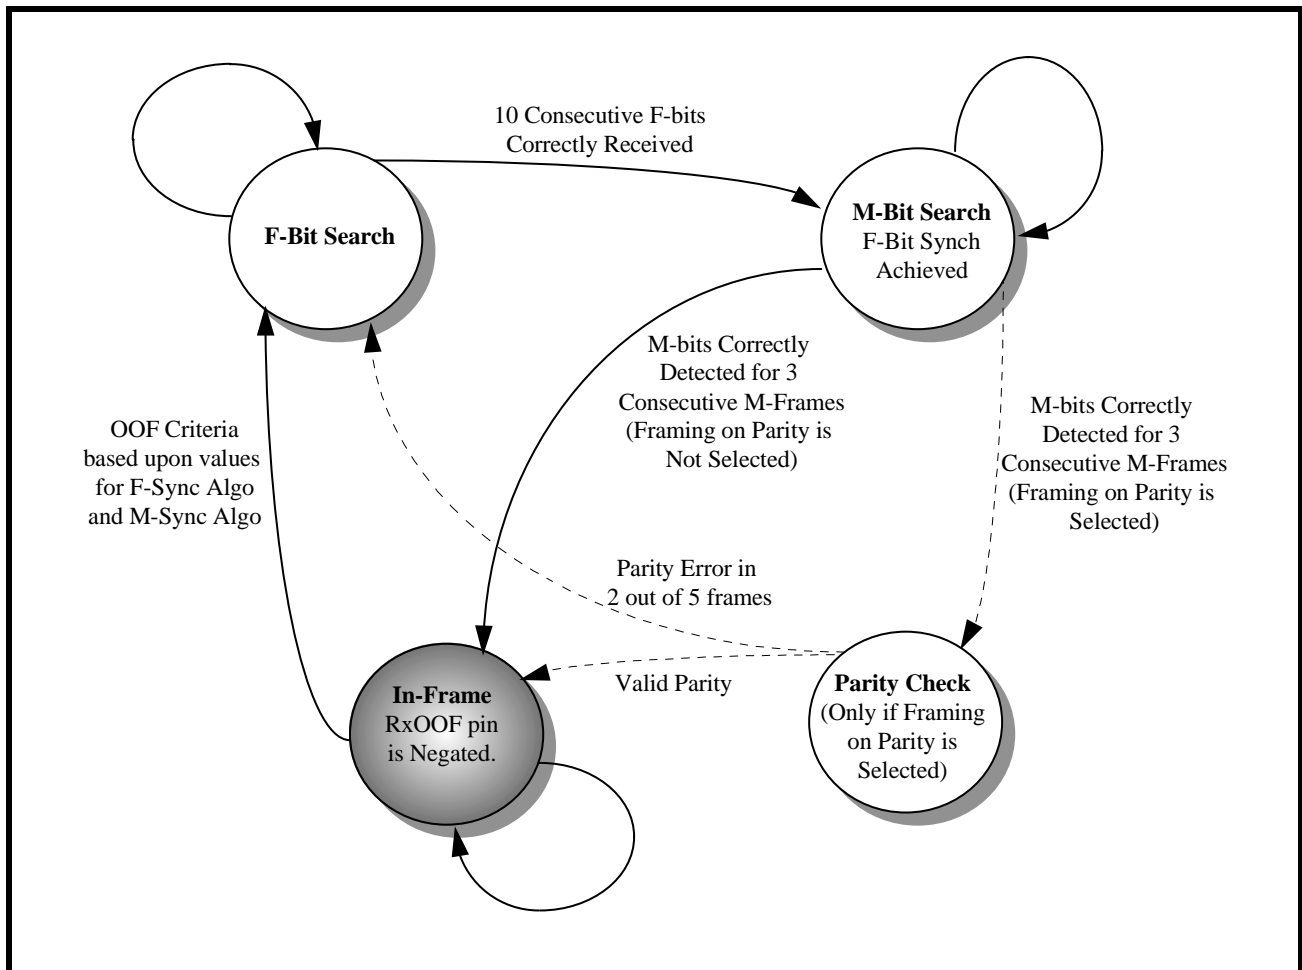 10 Consecutive F-bits
Correctly Received
F-Bit Search
M-Bit Search
F-Bit Synch
Achieved
M-bits Correctly
Detected for 3
Consecutive M-Frames
(Framing on Parity is
Not Selected)
M-bits Correctly
Detected for 3
Consecutive M-Frames
(Framing on Parity is
Selected)
OOF Criteria
based upon values
for F-Sync Algo
and M-Sync Algo
Parity Error in
2 out of 5 frames
Valid Parity
In-Frame
RxOOF pin
is Negated.
Parity Check
(Only if Framing
on Parity is
Selected)